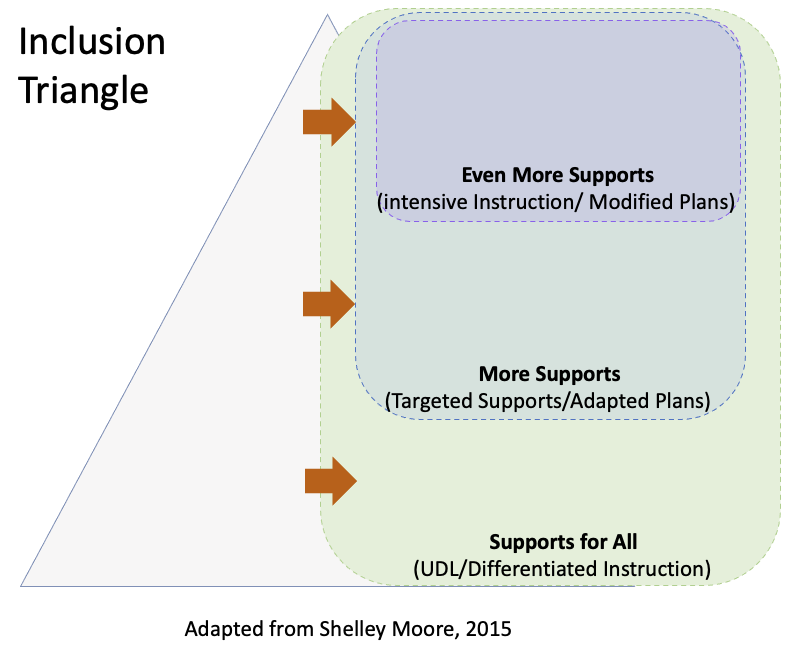 Inclusion
Triangle
Even More Supports
(intensive Instruction/ Modified Plans)
More Supports
(Targeted Supports/Adapted Plans)
Supports for All
(UDL/Differentiated Instruction)
Adapted from Shelley Moore, 2015